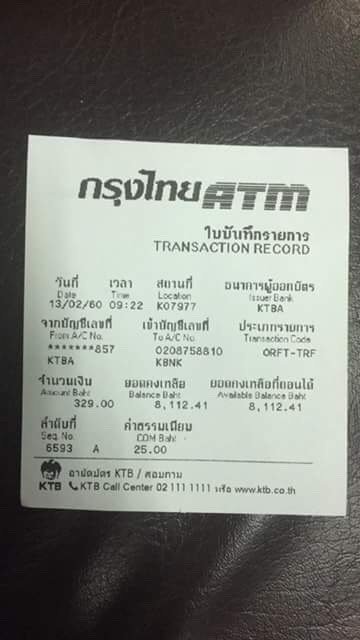 กรุงไทย ATM
ใบบันทึกรายการ
TRANSACTION RECORD
วันที่ เวลา สถานที่ ธนาคารผู้ออกบัตร
Date Time Location Issuer Bank
13/02/60 09:22 K07977 KTBA
จากบัญชีเลขที่ เข้าบัญชีเลขที่ ประเภทรายการ
From A/C No. To A/C No. Transaction Code
*******857 0208758810 ORFT-TRF
KTBA KBNK
จำนวนเงิน ยอดคงเหลือ ยอดคงเหลือที่ถอนได้
Amount Baht Balance Baht Available Balance Baht
329.00 8,112.41 8,112.41
ลำดับที่ ค่าธรรมเนียม
Seq. No. COM Baht
6593 A 25.00
อายัดบัตร KTB / สอบถาม
KTB KTB Call Center 02 111 1111 หรือ www.ktb.co.th